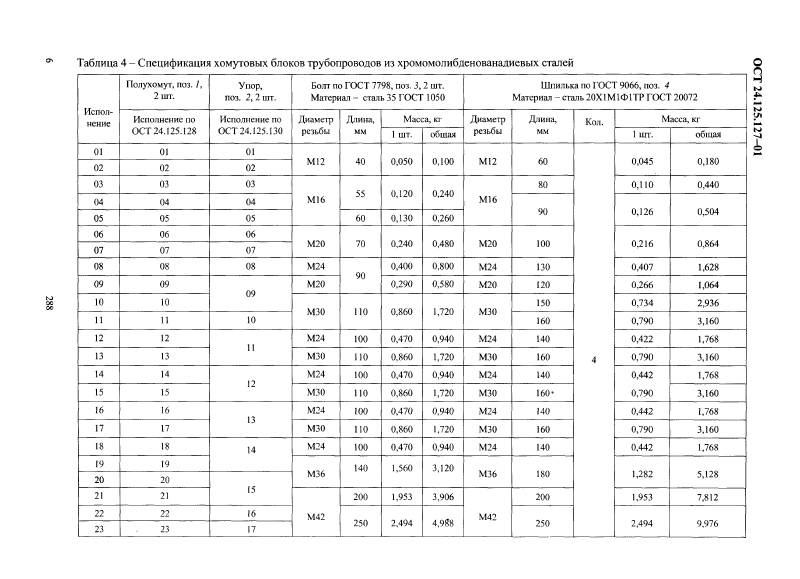 6
Таблица 4 – Спецификация хомутовых блоков трубопроводов из хромомолибденованадиевых сталей
ОСТ 24.125.127–01
288
Испол-
нение
Полухомут, поз. 1,
2 шт.
Упор,
поз. 2, 2 шт.
Болт по ГОСТ 7798, поз. 3, 2 шт.
Материал – сталь 35 ГОСТ 1050
Шпилька по ГОСТ 9066, поз. 4
Материал – сталь 20Х1М1Ф1ТР ГОСТ 20072
Исполнение по
ОСТ 24.125.128
Исполнение по
ОСТ 24.125.130
Диаметр
резьбы
Длина,
мм
Масса, кг
Диаметр
резьбы
Длина,
мм
Кол.
Масса, кг
1 шт. общая
1 шт. общая
01 01 01
М12 40 0,050 0,100 М12 60 0,045 0,180
02 02 02
03 03 03 80 0,110 0,440
М16 55 0,120 0,240 М16
04 04 04
90 0,126 0,504
05 05 05 60 0,130 0,260
06 06 06
М20 70 0,240 0,480 М20 100 0,216 0,864
07 07 07
08 08 08 М24 0,400 0,800 М24 130 0,407 1,628
90
09 09 М20 0,290 0,580 М20 120 0,266 1,064
09
10 10 150 0,734 2,936
М30 110 0,860 1,720 М30
11 11 10 160 0,790 3,160
12 12 М24 100 0,470 0,940 М24 140 0,422 1,768
11
13 13 М30 110 0,860 1,720 М30 160 4 0,790 3,160
14 14 М24 100 0,470 0,940 М24 140 0,442 1,768
12
15 15 М30 110 0,860 1,720 М30 160 0,790 3,160
16 16 М24 100 0,470 0,940 М24 140 0,442 1,768
13
17 17 М30 110 0,860 1,720 М30 160 0,790 3,160
18 18 14 М24 100 0,470 0,940 М24 140 0,442 1,768
19 19
М36 140 1,560 3,120 М36 180 1,282 5,128
20 20
15
21 21 200 1,953 3,906 200 1,953 7,812
М42 М42
22 22 16
250 2,494 4,988 250 2,494 9,976
23 23 17